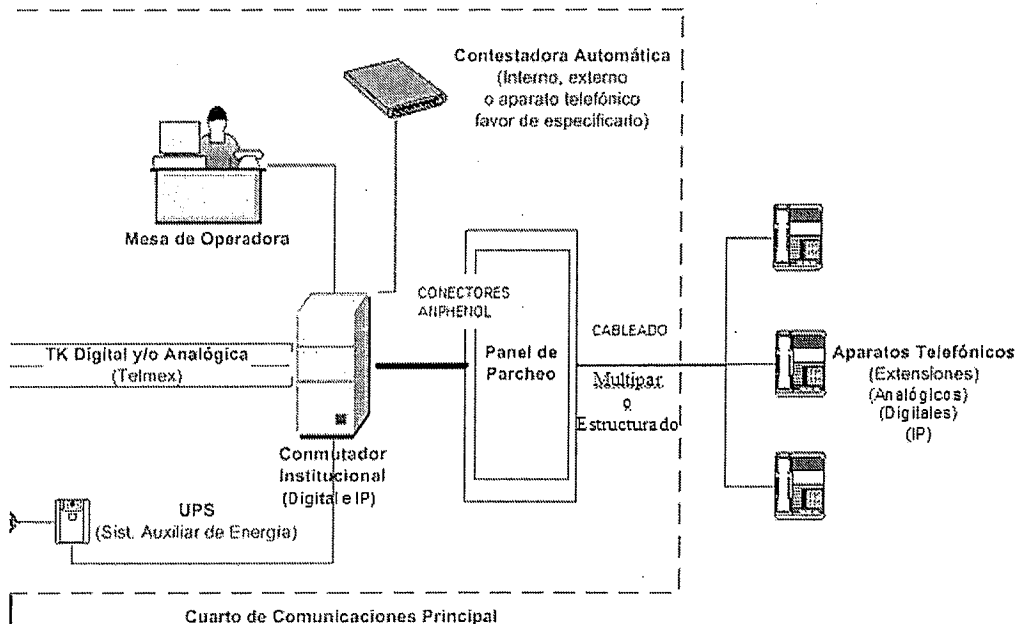 Contestadora Automática
(Interno, externo
o aparato telefónico
favor de especificarlo)
Mesa de Operadora
CONECTORES
ANPHENOL
CABLEADO
TK Digital y/o Analógica
(Telmex)
Panel de
Parcheo
Multipar
o
Estructurado
Aparatos Telefónicos
(Extensiones)
(Analógicos)
(Digitales)
(IP)
Conmutador
Institucional
(Digital e IP)
UPS
(Sist. Auxiliar de Energía)
Cuarto de Comunicaciones Principal